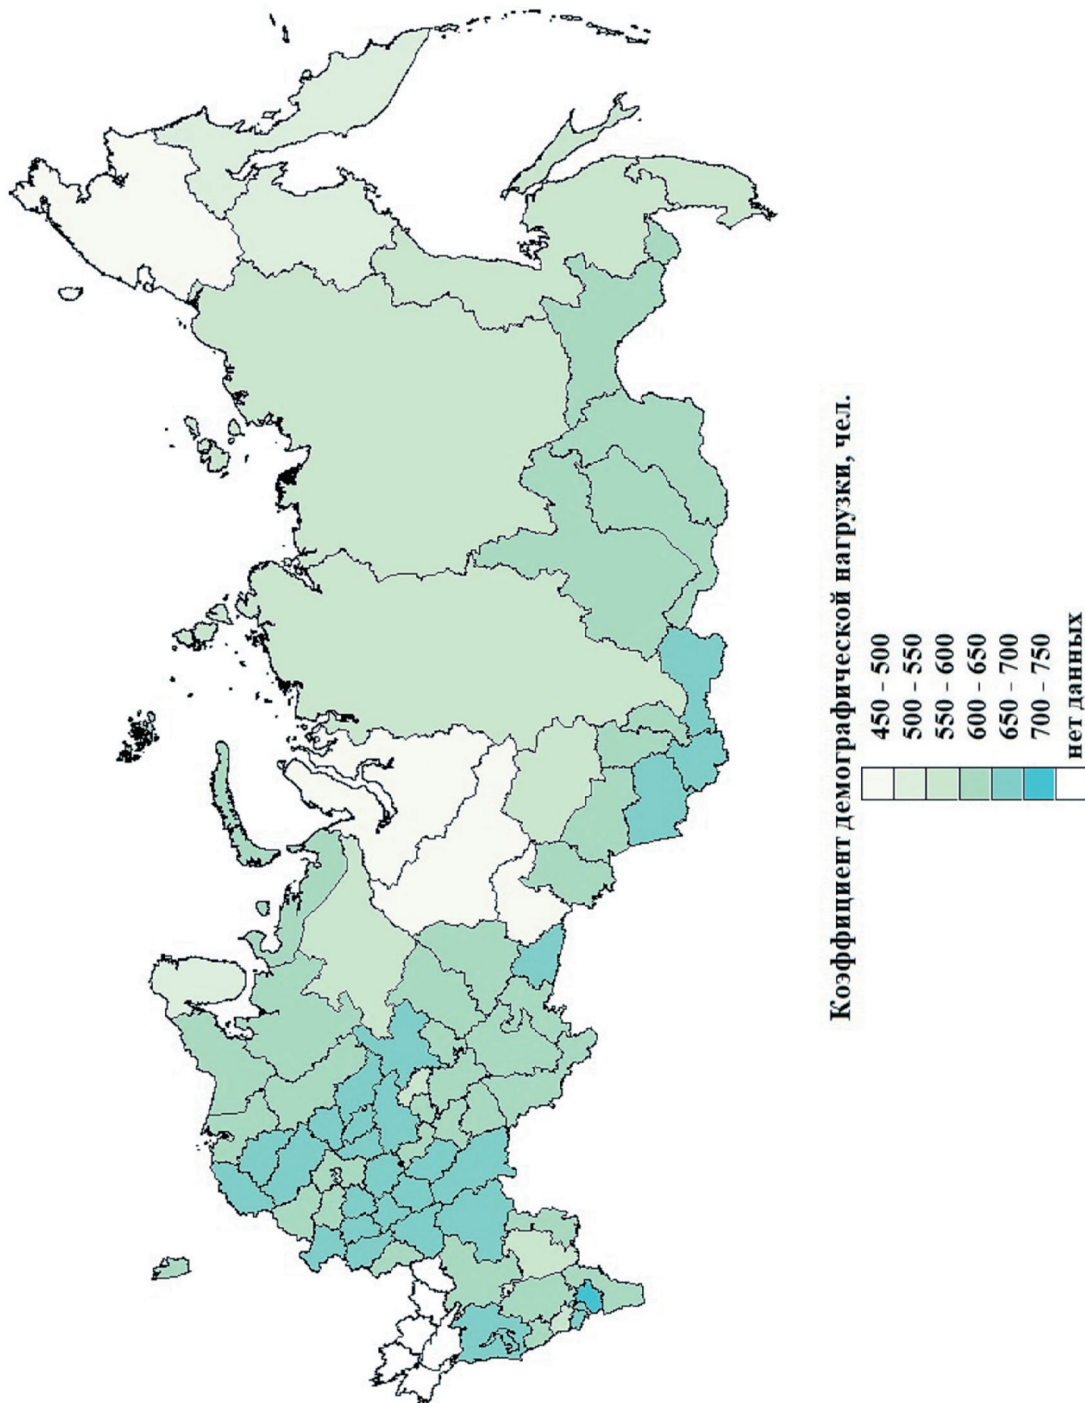 Коэффициент демографической нагрузки, чел.
450 – 500
500 – 550
550 – 600
600 – 650
650 – 700
700 – 750
нет данных